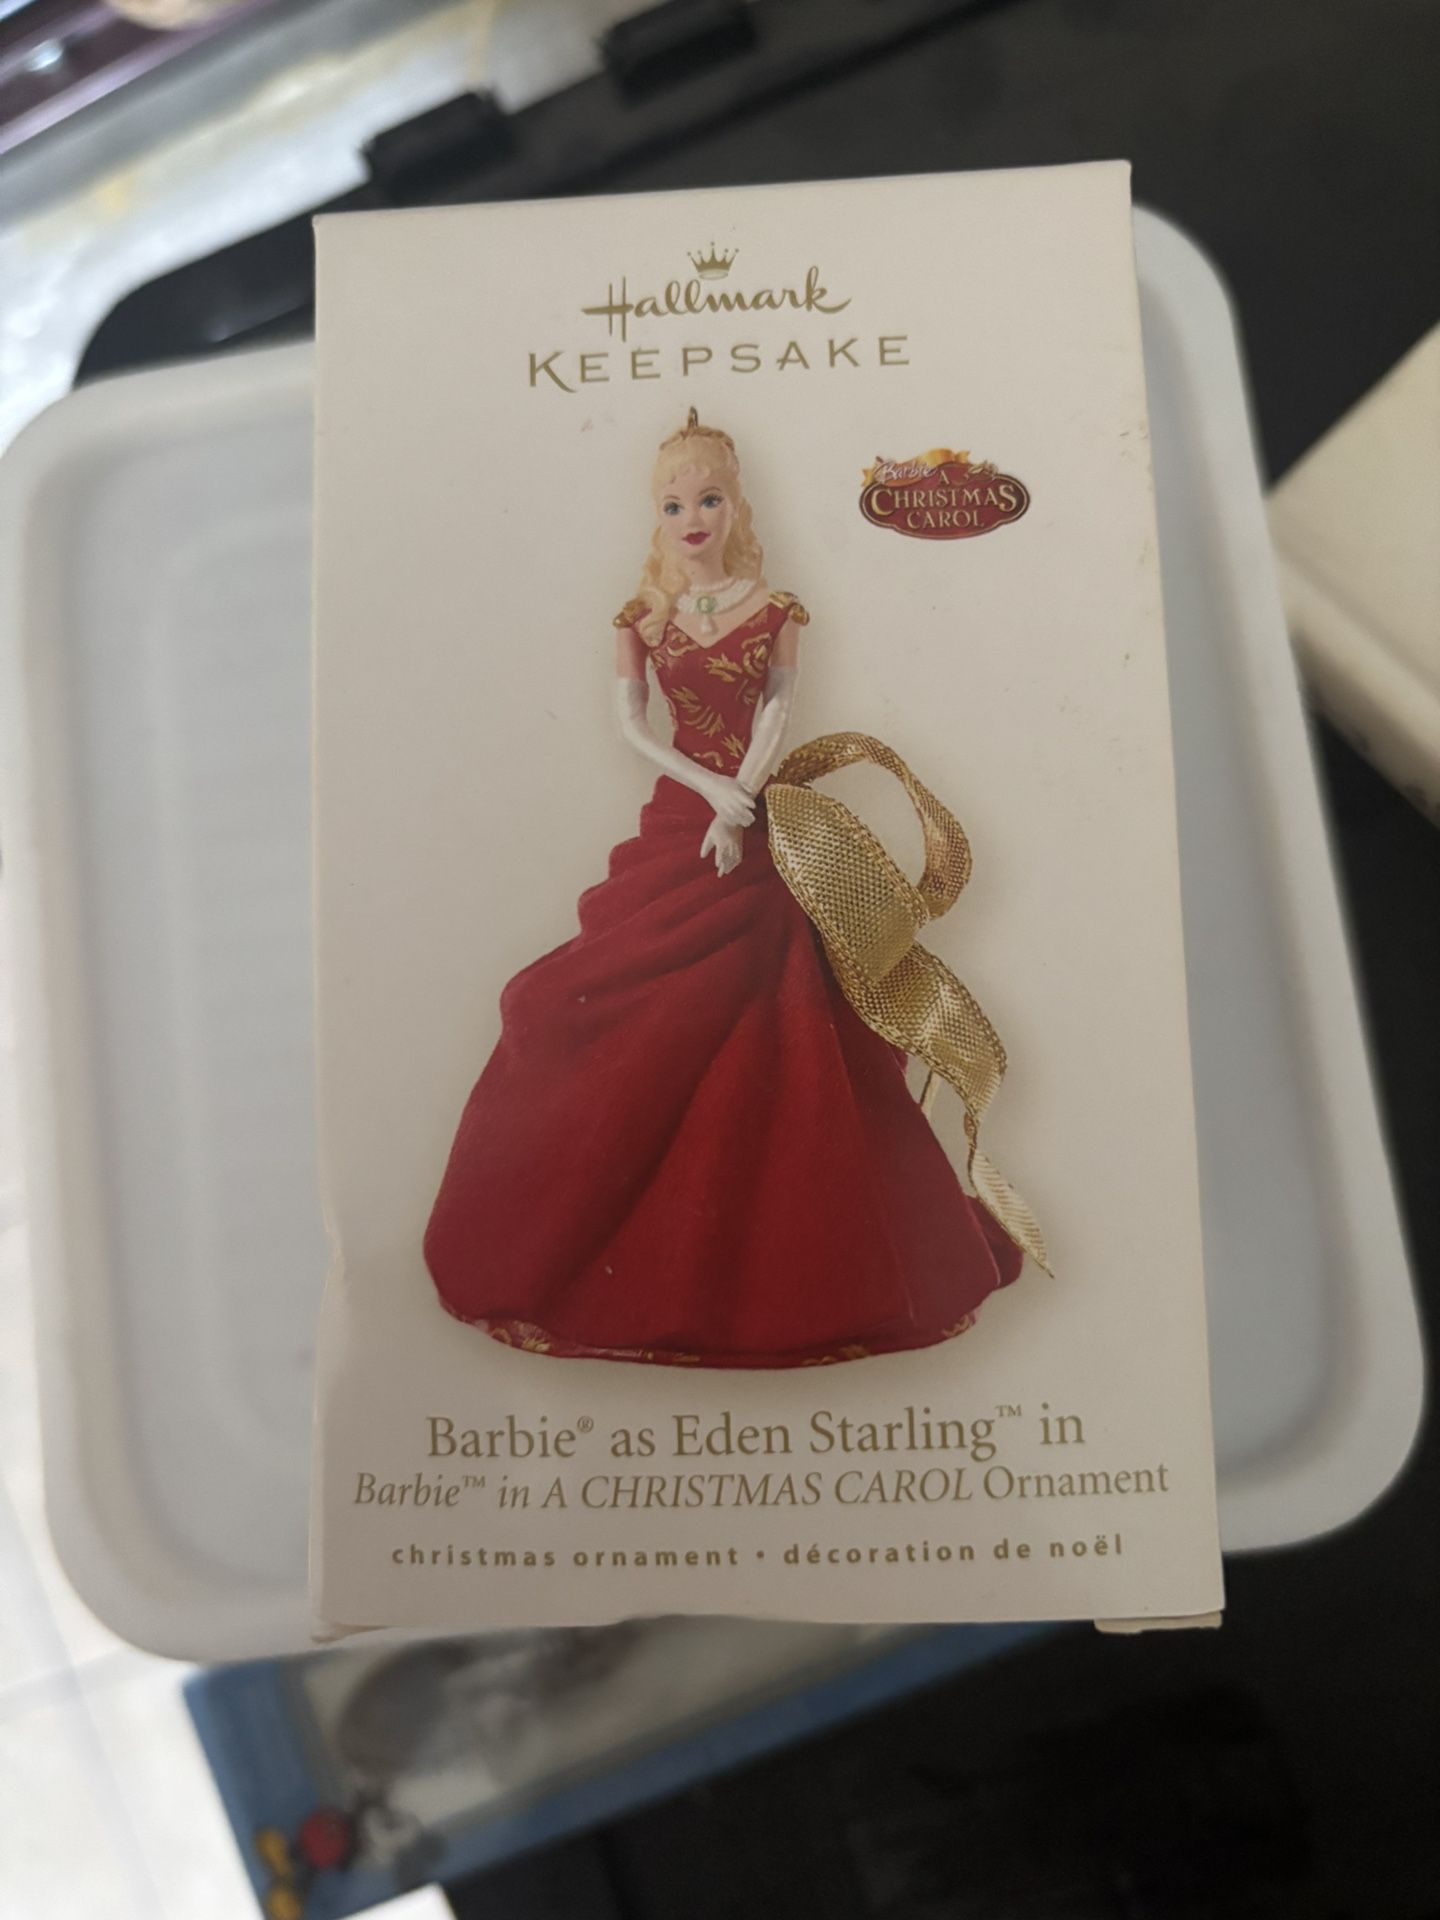 Hallmark
KEEPSAKE
Barbie
A
CHRISTMAS
CAROL
Barbie® as Eden Starling™ in
Barbie™ in A CHRISTMAS CAROL Ornament
christmas ornament • décoration de noël